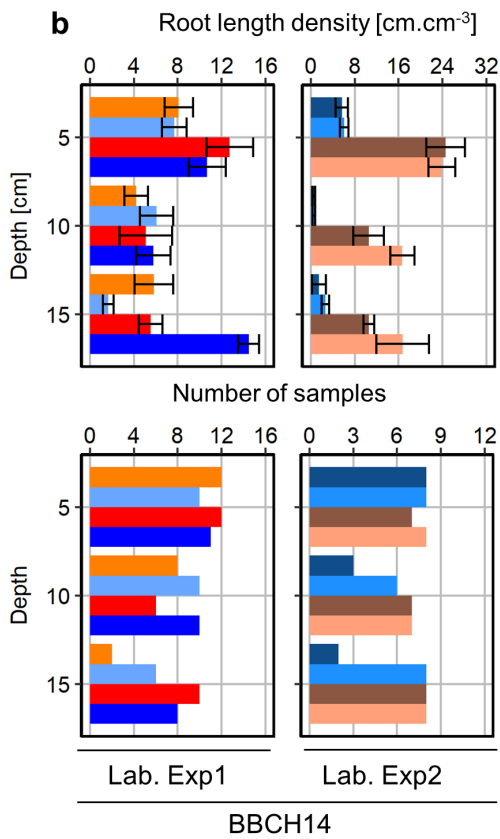 b Root length density [cm.cm-3]
0 4 8 12 16 0 8 16 24 32
5
Depth [cm]
10
15
Number of samples
0 4 8 12 16 0 3 6 9 12
5
Depth
10
15
Lab. Exp1 Lab. Exp2
BBCH14